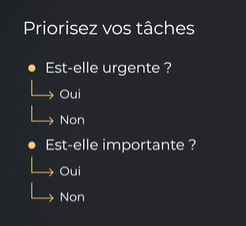 Priorisez vos tâches
Est-elle urgente ?
Oui
Non
Est-elle importante ?
Oui
Non